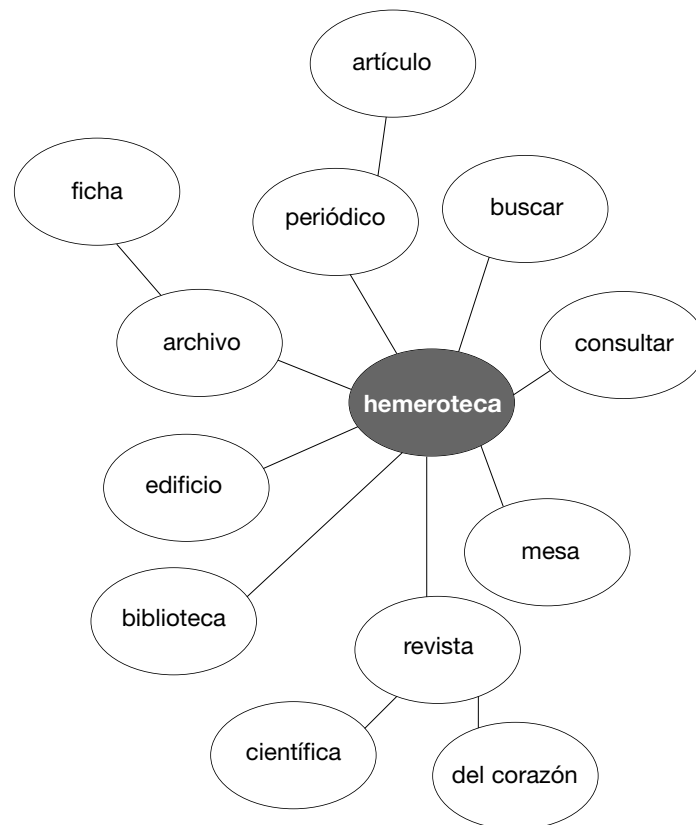 artículo
ficha
periódico
buscar
archivo
consultar
hemeroteca
edificio
mesa
biblioteca
revista
científica
del corazón